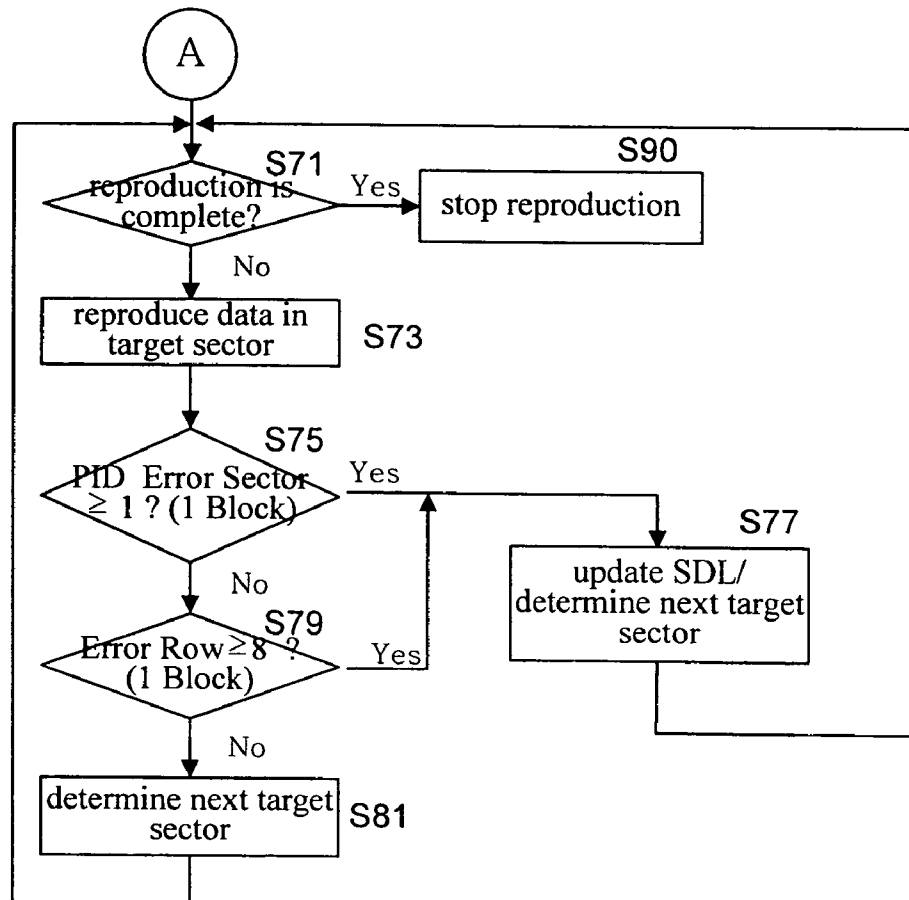 A
S71
reproduction is
complete?
Yes
S90
stop reproduction
No
reproduce data in
target sector
S73
S75
PID Error Sector
≥ 1 ? (1 Block)
Yes
S77
update SDL/
determine next target
sector
No
S79
Error Row ≥8 ?
(1 Block)
Yes
No
determine next target
sector
S81